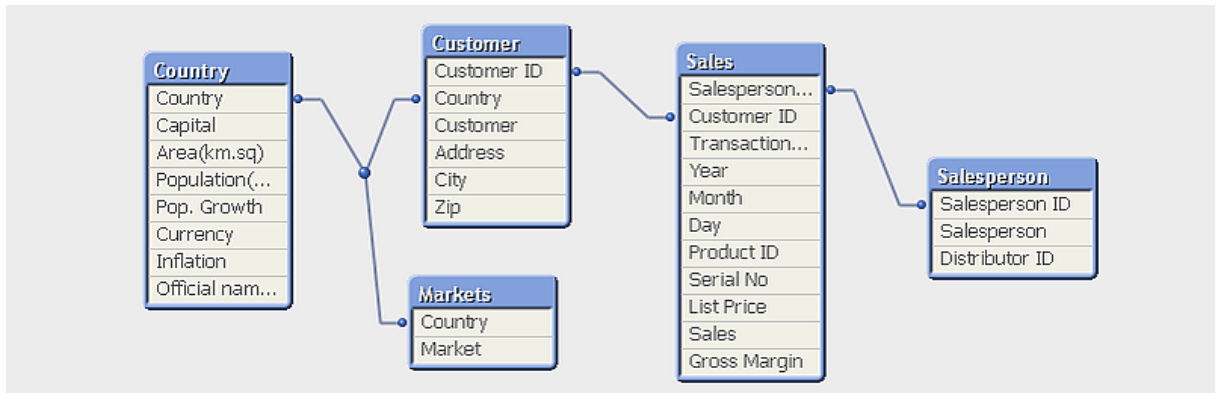 Country
Country
Capital
Area(km.sq)
Population(...
Pop. Growth
Currency
Inflation
Official nam...
Customer
Customer ID
Country
Customer
Address
City
Zip
Markets
Country
Market
Sales
Salesperson...
Customer ID
Transaction...
Year
Month
Day
Product ID
Serial No
List Price
Sales
Gross Margin
Salesperson
Salesperson ID
Salesperson
Distributor ID